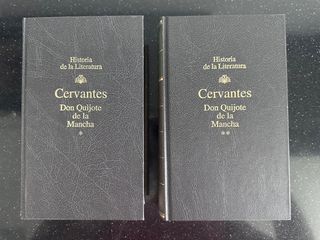 Historia
de la Literatura
Cervantes
Don Quijote
de la
Mancha
*
Historia
de la Literatura
Cervantes
Don Quijote
de la
Mancha
**